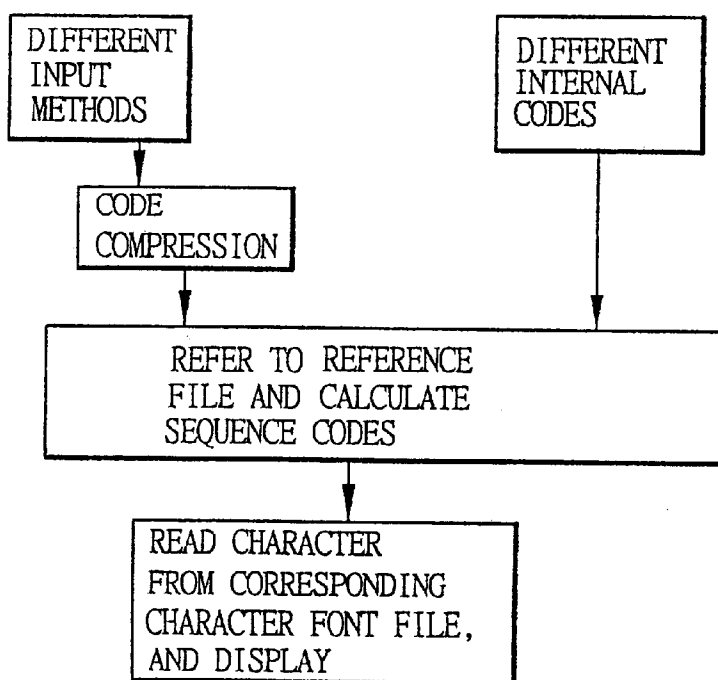 DIFFERENT
INPUT
METHODS
DIFFERENT
INTERNAL
CODES
CODE
COMPRESSION
REFER TO REFERENCE
FILE AND CALCULATE
SEQUENCE CODES
READ CHARACTER
FROM CORRESPONDING
CHARACTER FONT FILE,
AND DISPLAY